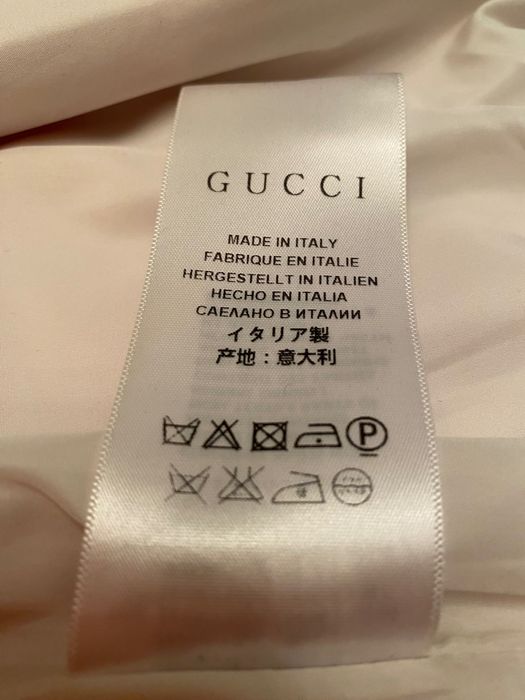 GUCCI
MADE IN ITALY
FABRIQUE EN ITALIE
HERGESTELLT IN ITALIEN
HECHO EN ITALIA
САЕЛАНО В ИТАЛИИ
イタリア製
产地：意大利
P